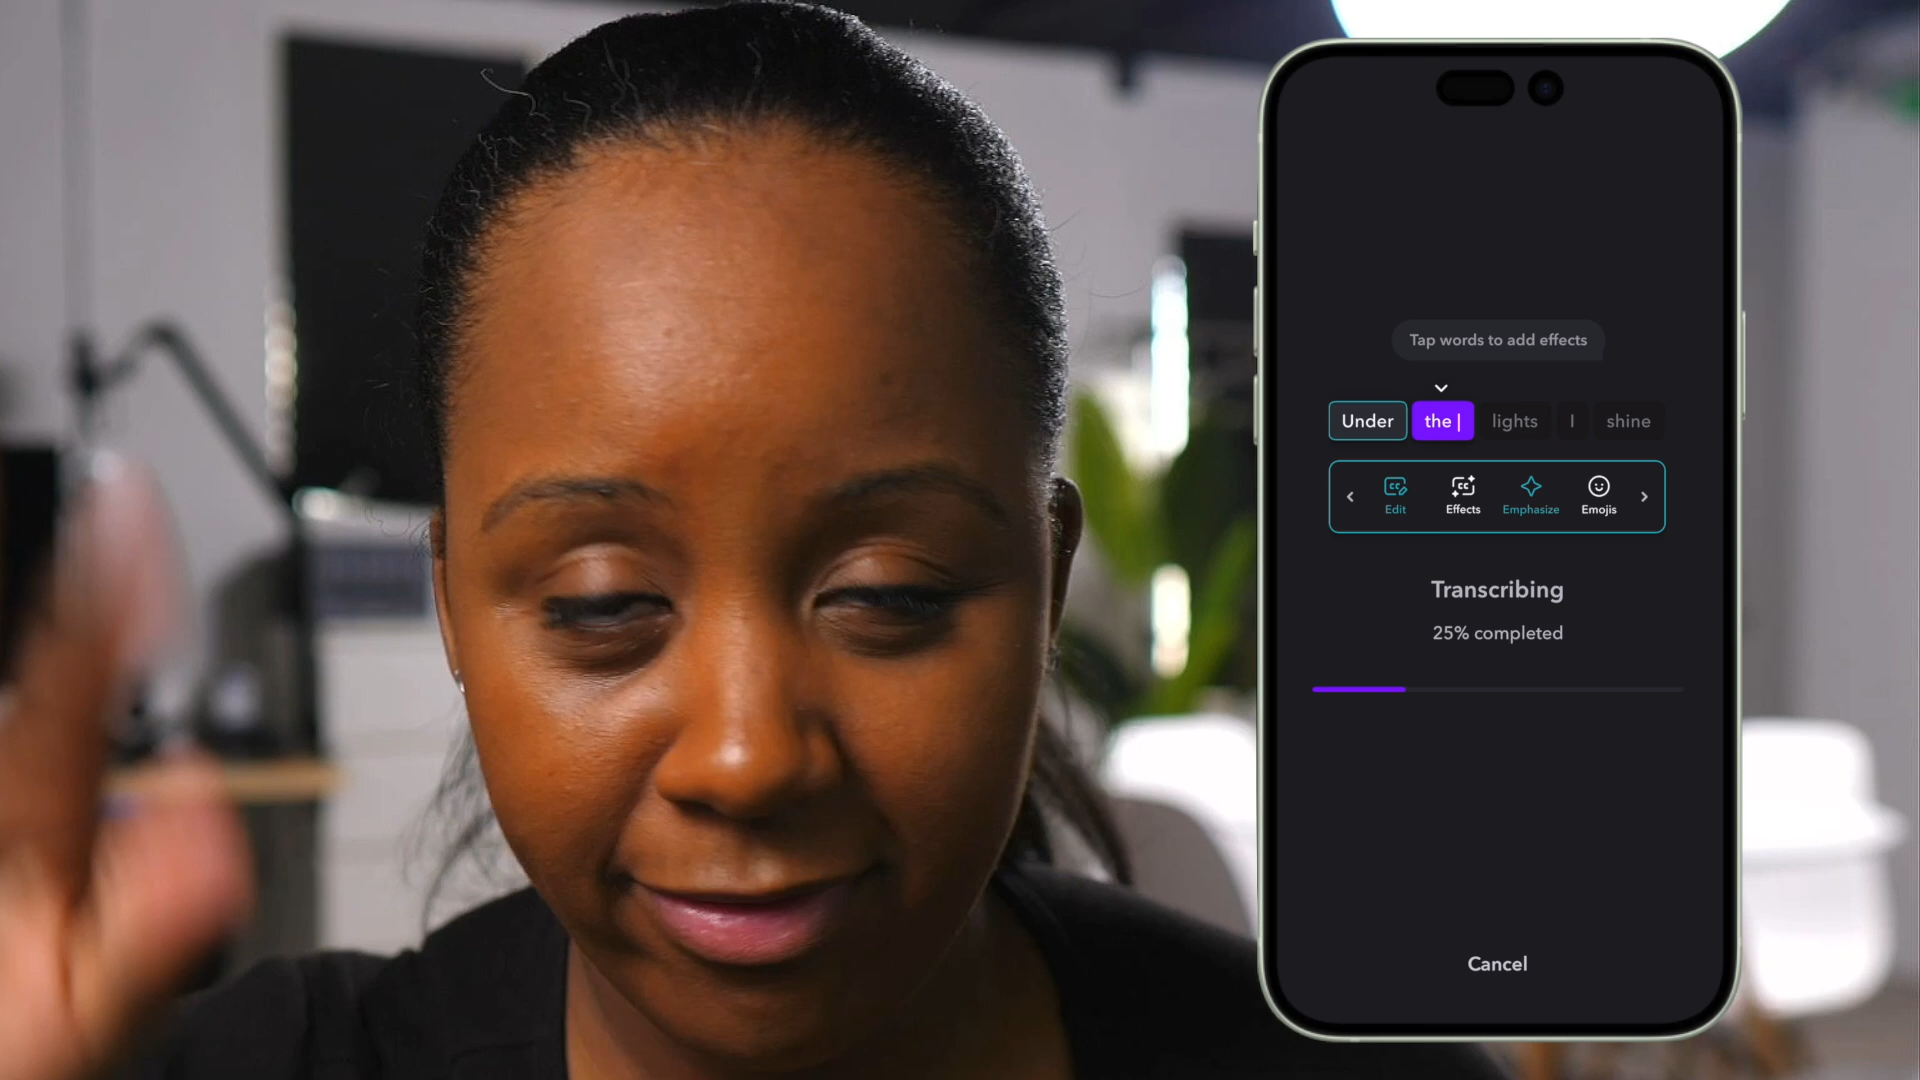 Tap words to add effects
Under the | lights I shine
Edit Effects Emphasize Emojis
Transcribing
25% completed
Cancel